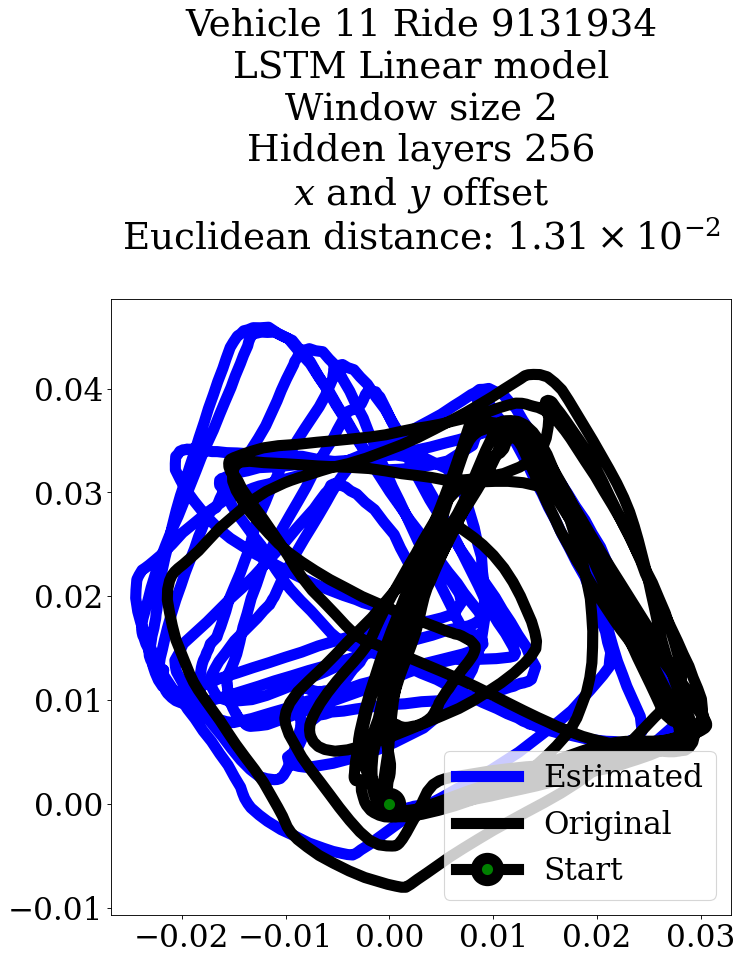 Vehicle 11 Ride 9131934
LSTM Linear model
Window size 2
Hidden layers 256
x and y offset
Euclidean distance: 1.31 × 10⁻²
0.04
0.03
0.02
0.01
0.00
−0.01
Estimated
Original
Start
−0.02 −0.01 0.00 0.01 0.02 0.03